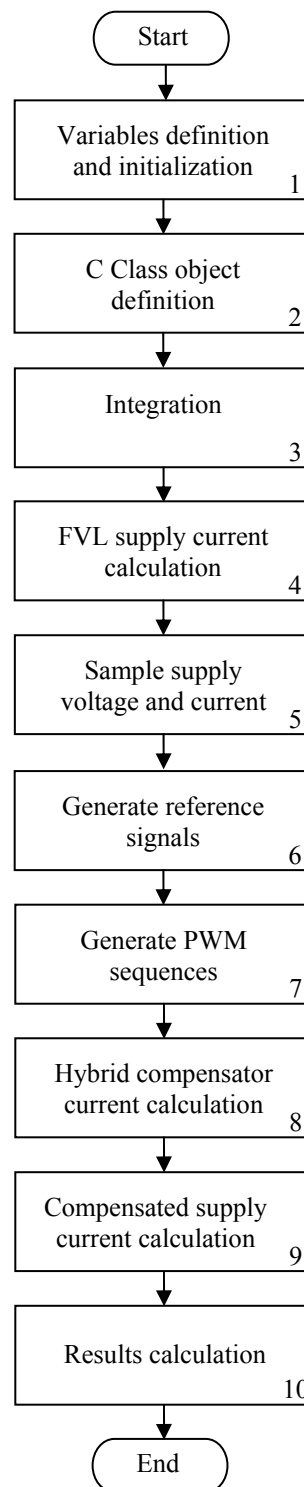 Start
Variables definition
and initialization
1
C Class object
definition
2
Integration
3
FVL supply current
calculation
4
Sample supply
voltage and current
5
Generate reference
signals
6
Generate PWM
sequences
7
Hybrid compensator
current calculation
8
Compensated supply
current calculation
9
Results calculation
10
End